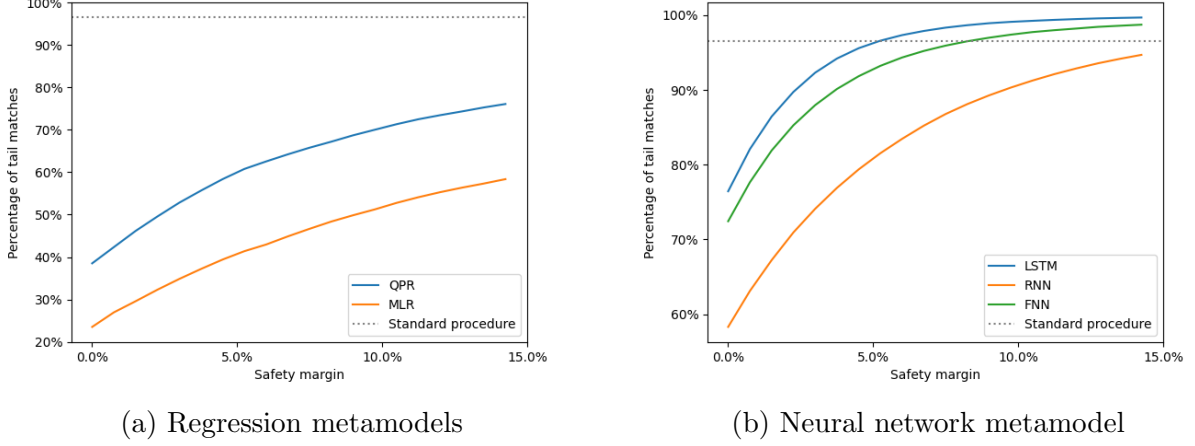 100%
90%
80%
70%
60%
50%
40%
30%
20%
Percentage of tail matches
0.0%
5.0%
10.0%
15.0%
Safety margin
QPR
MLR
Standard procedure
(a) Regression metamodels
100%
90%
80%
70%
60%
Percentage of tail matches
0.0%
5.0%
10.0%
15.0%
Safety margin
LSTM
RNN
FNN
Standard procedure
(b) Neural network metamodel